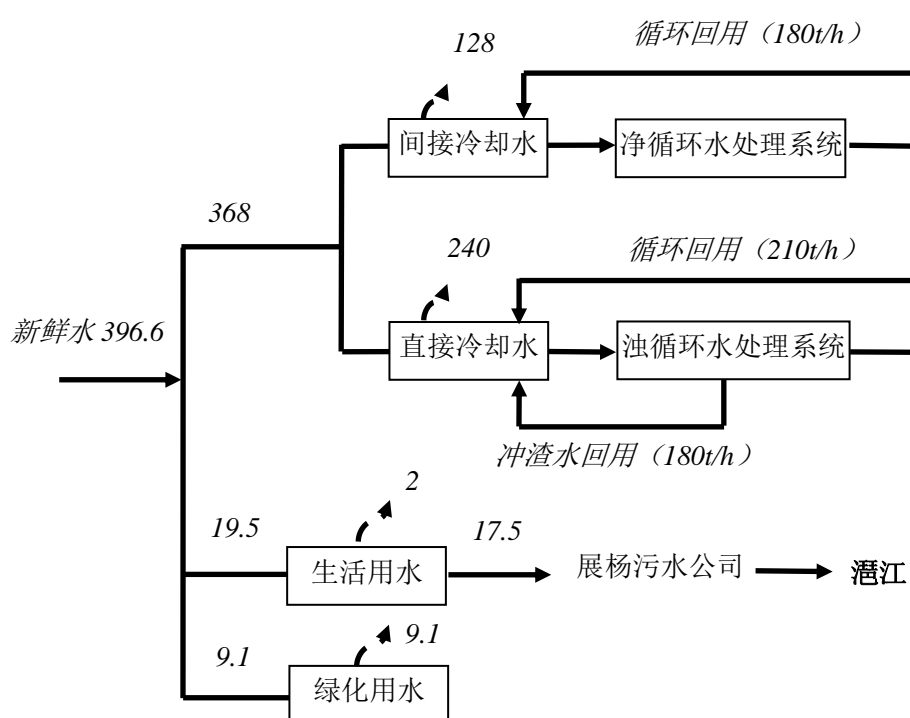 循环回用（180t/h）
128
间接冷却水
净循环水处理系统
368
240
循环回用（210t/h）
新鲜水 396.6
直接冷却水
浊循环水处理系统
冲渣水回用（180t/h）
2
19.5
17.5
生活用水
展杨污水公司
潖江
9.1
9.1
绿化用水